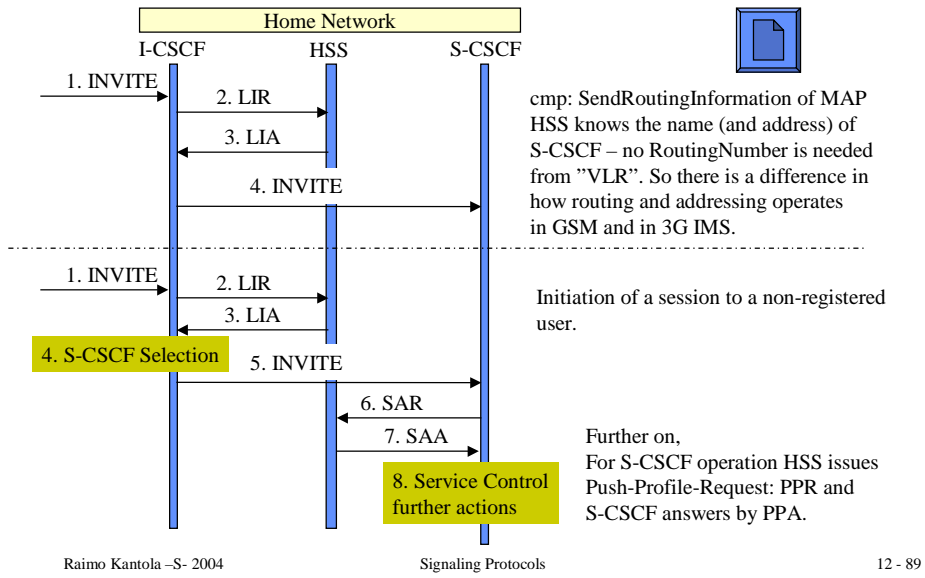 Home Network
I-CSCF
HSS
S-CSCF
1. INVITE
2. LIR
3. LIA
4. INVITE
cmp: SendRoutingInformation of MAP
HSS knows the name (and address) of
S-CSCF – no RoutingNumber is needed
from ”VLR”. So there is a difference in
how routing and addressing operates
in GSM and in 3G IMS.
1. INVITE
2. LIR
3. LIA
4. S-CSCF Selection
5. INVITE
6. SAR
7. SAA
8. Service Control
further actions
Initiation of a session to a non-registered
user.
Further on,
For S-CSCF operation HSS issues
Push-Profile-Request: PPR and
S-CSCF answers by PPA.
Raimo Kantola –S- 2004
Signaling Protocols
12 - 89